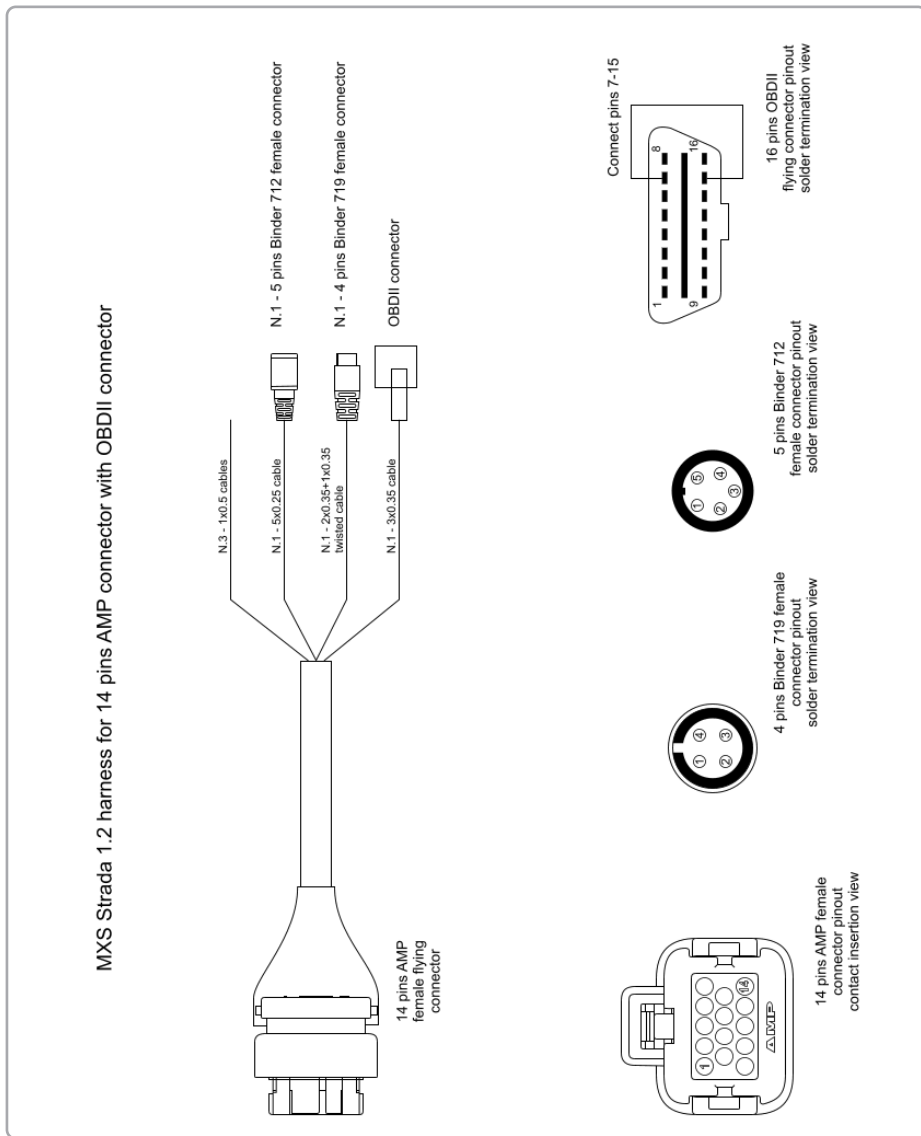 MXS Strada 1.2 harness for 14 pins AMP connector with OBDII connector
14 pins AMP
female flying
connector
N.3 - 1x0.5 cables
N.1 - 5x0.25 cable
N.1 - 2x0.35+1x0.35
twisted cable
N.1 - 3x0.35 cable
N.1 - 5 pins Binder 712 female connector
N.1 - 4 pins Binder 719 female connector
OBDII connector
1
14
AMP
14 pins AMP female
connector pinout
contact insertion view
1
4
2
3
4 pins Binder 719 female
connector pinout
solder termination view
1
5
2
4
3
5 pins Binder 712
female connector pinout
solder termination view
Connect pins 7-15
1
8
9
16
16 pins OBDII
flying connector pinout
solder termination view